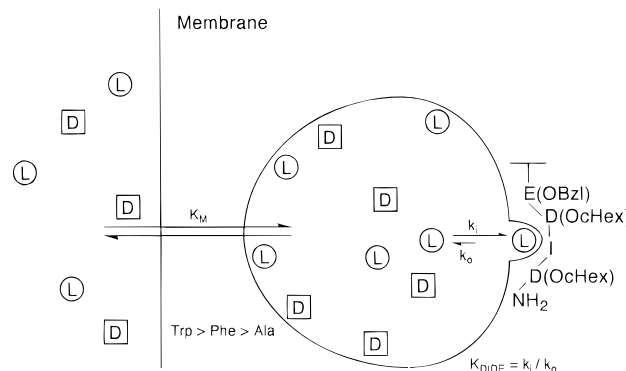 Membrane
L
D
L
D
L
L
E(OBzl)
D
D
D(OcHex)
K_M
k_i
L
L
I
k_o
L
L
D(OcHex)
D
L
NH2
D
D
Trp > Phe > Ala
D
K_DIDE = k_i / k_o